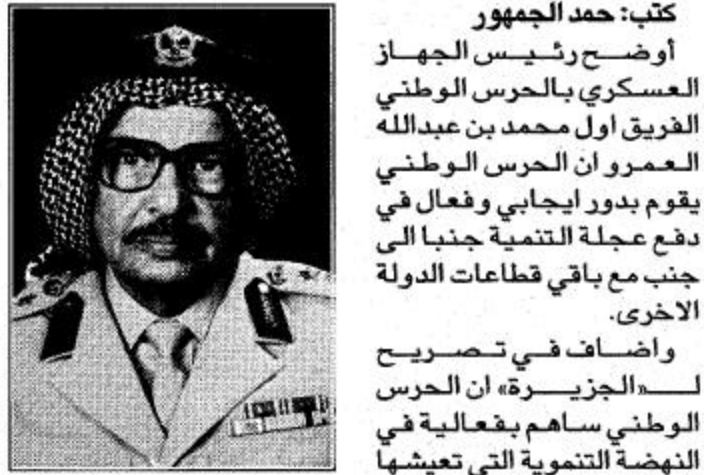 كتب: حمد الجمهور
أوضح رئيس الجهاز
العسكري بالحرس الوطني
الفريق اول محمد بن عبدالله
العمرو ان الحرس الوطني
يقوم بدور ايجابي وفعال في
دفع عجلة التنمية جنبا الى
جنب مع باقي قطاعات الدولة
الاخرى.
واضاف في تصريح
لـ«الجزيرة» ان الحرس
الوطني ساهم بفعالية في
النهضة التنموية التي تعيشها